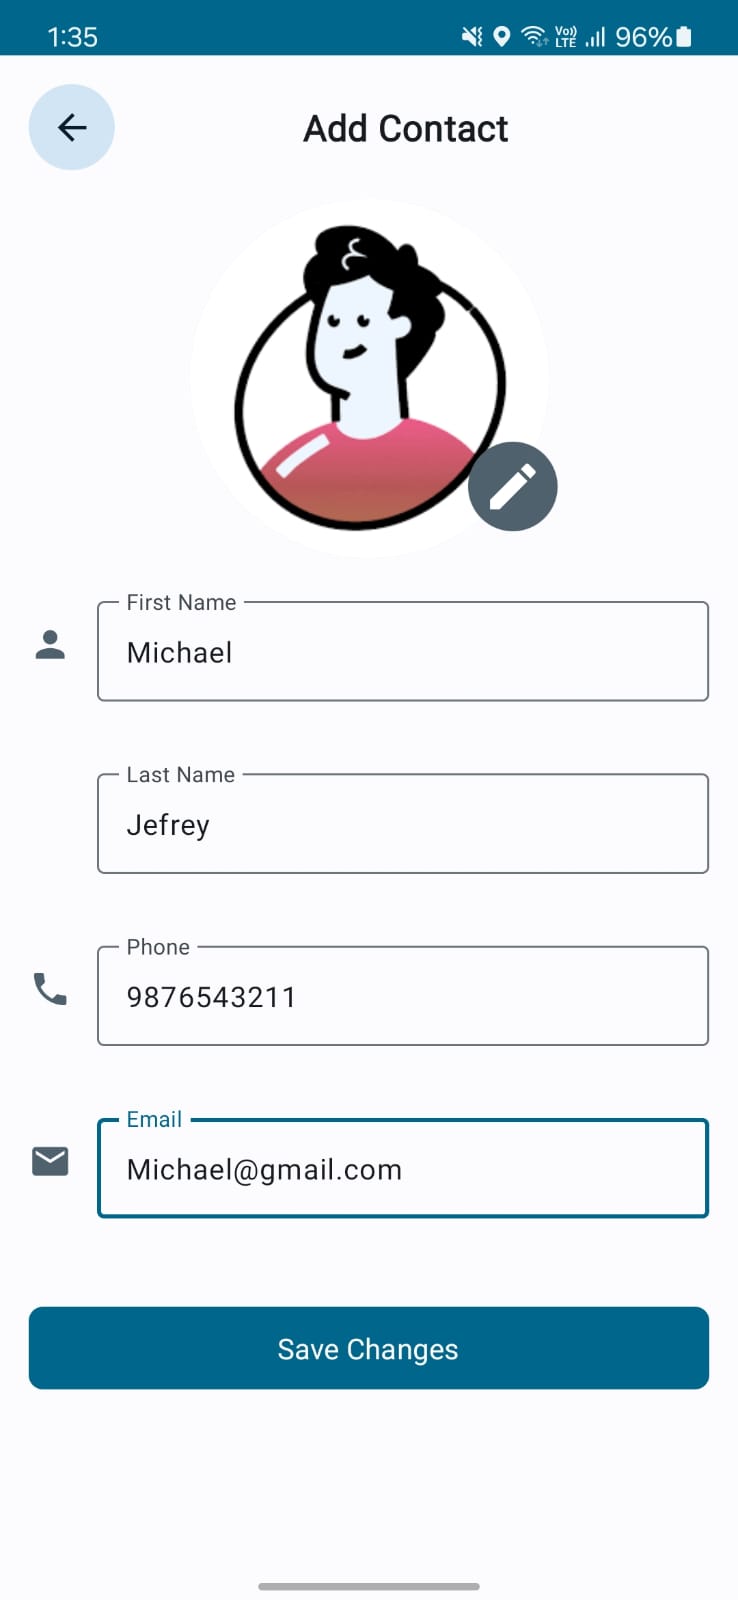 1:35 Vo)) LTE 96%
Add Contact
First Name
Michael
Last Name
Jefrey
Phone
9876543211
Email
Michael@gmail.com
Save Changes